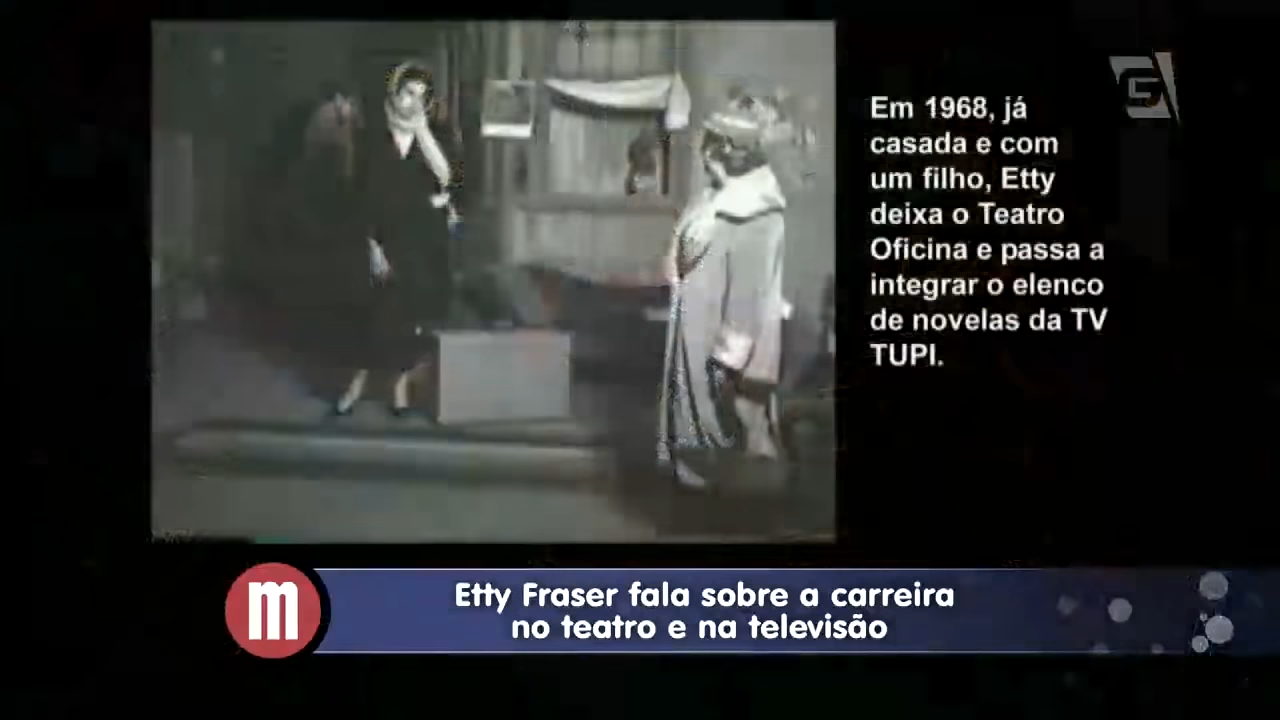 Em 1968, já
casada e com
um filho, Etty
deixa o Teatro
Oficina e passa a
integrar o elenco
de novelas da TV
TUPI.
m
Etty Fraser fala sobre a carreira
no teatro e na televisão